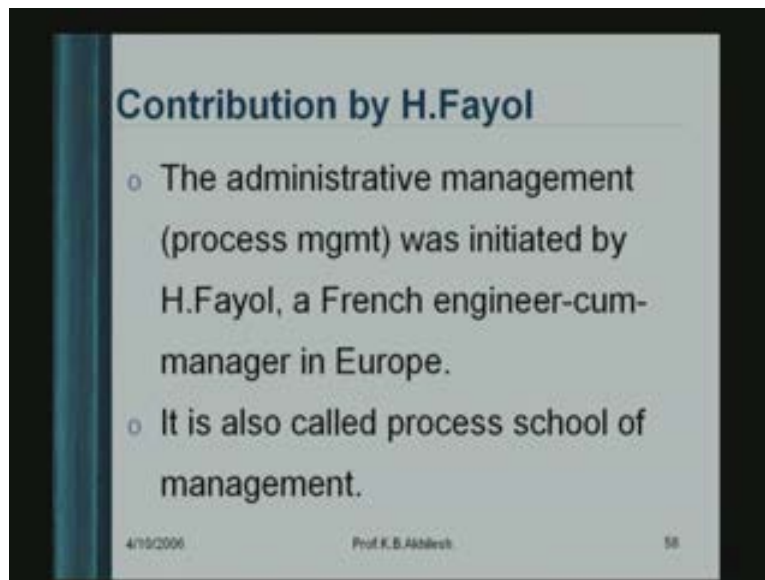 Contribution by H.Fayol
o The administrative management
(process mgmt) was initiated by
H.Fayol, a French engineer-cum-
manager in Europe.
o It is also called process school of
management.
4/10/2006 Prof.K.B.Akhilesh 58